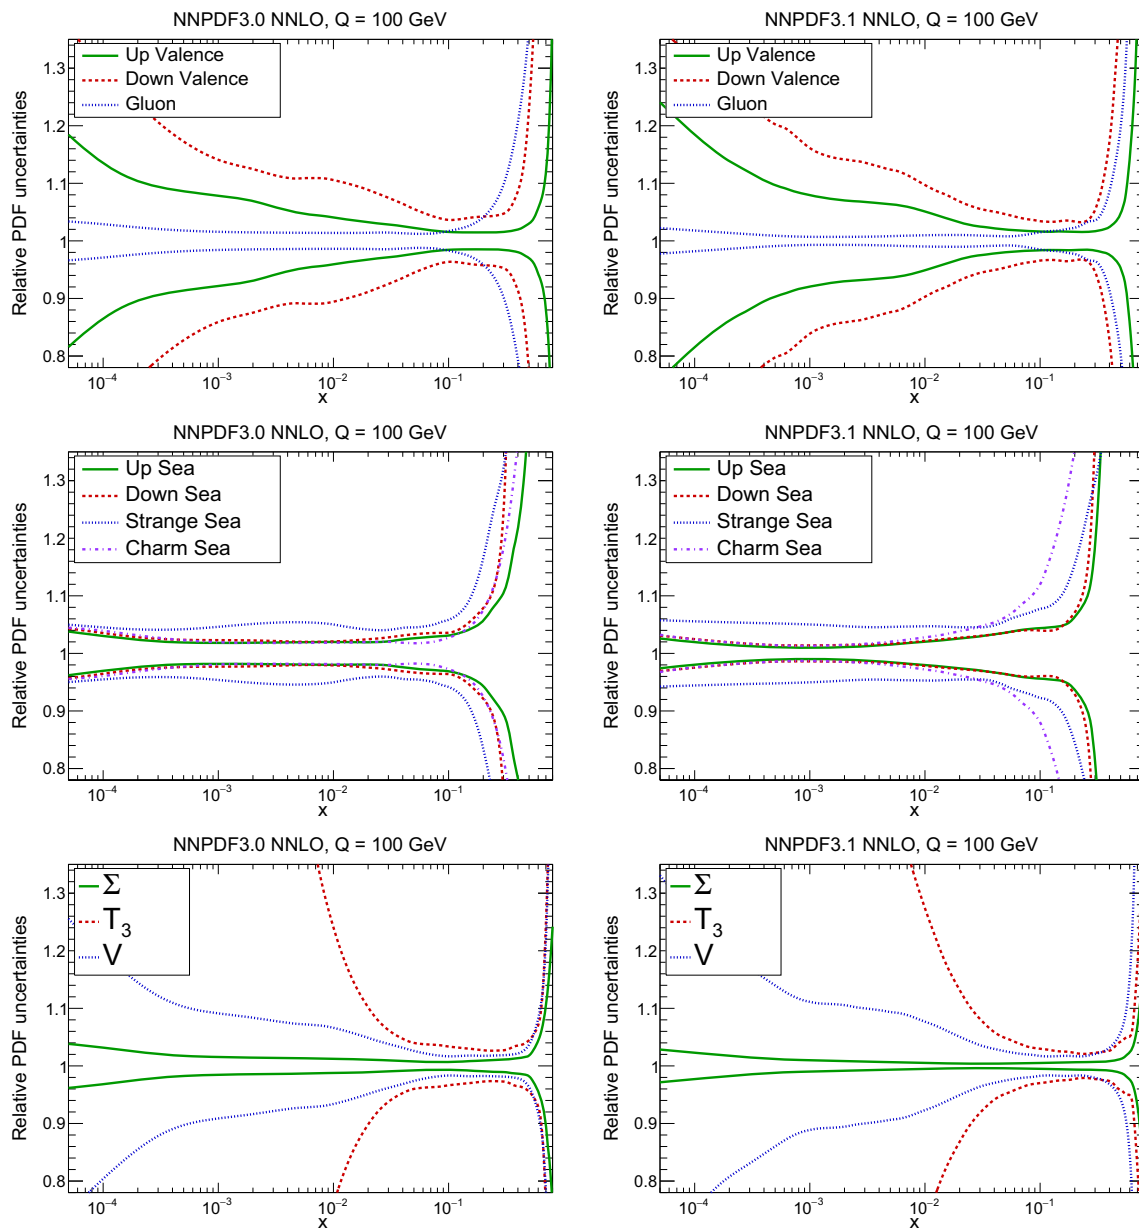 NNPDF3.0 NNLO, Q = 100 GeV
Relative PDF uncertainties
1.3
1.2
1.1
1
0.9
0.8
Up Valence
Down Valence
Gluon
10⁻⁴
10⁻³
10⁻²
10⁻¹
x
NNPDF3.1 NNLO, Q = 100 GeV
Relative PDF uncertainties
1.3
1.2
1.1
1
0.9
0.8
Up Valence
Down Valence
Gluon
10⁻⁴
10⁻³
10⁻²
10⁻¹
x
NNPDF3.0 NNLO, Q = 100 GeV
Relative PDF uncertainties
1.3
1.2
1.1
1
0.9
0.8
Up Sea
Down Sea
Strange Sea
Charm Sea
10⁻⁴
10⁻³
10⁻²
10⁻¹
x
NNPDF3.1 NNLO, Q = 100 GeV
Relative PDF uncertainties
1.3
1.2
1.1
1
0.9
0.8
Up Sea
Down Sea
Strange Sea
Charm Sea
10⁻⁴
10⁻³
10⁻²
10⁻¹
x
NNPDF3.0 NNLO, Q = 100 GeV
Relative PDF uncertainties
1.3
1.2
1.1
1
0.9
0.8
Σ
T₃
V
10⁻⁴
10⁻³
10⁻²
10⁻¹
x
NNPDF3.1 NNLO, Q = 100 GeV
Relative PDF uncertainties
1.3
1.2
1.1
1
0.9
0.8
Σ
T₃
V
10⁻⁴
10⁻³
10⁻²
10⁻¹
x